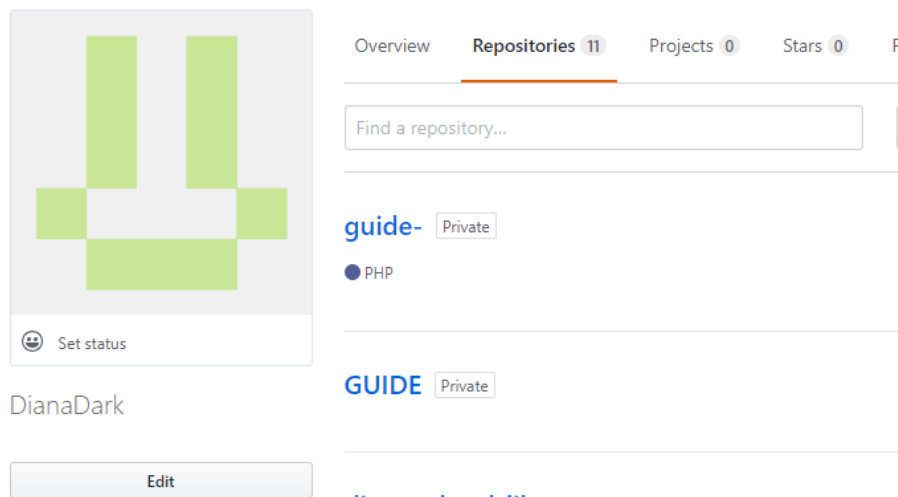 Overview Repositories 11 Projects 0 Stars 0
Find a repository...
guide- Private
PHP
GUIDE Private
Set status
DianaDark
Edit